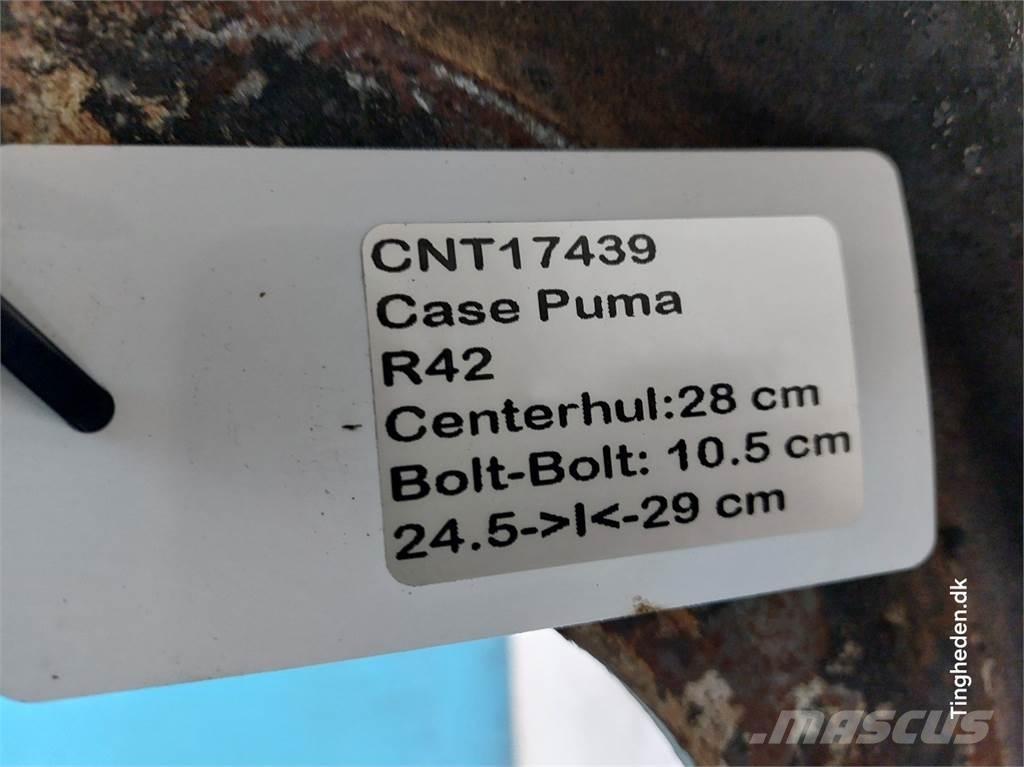 CNT17439
Case Puma
R42
Centerhul:28 cm
Bolt-Bolt: 10.5 cm
24.5->|<-29 cm
Tingheden.dk
MASCUS